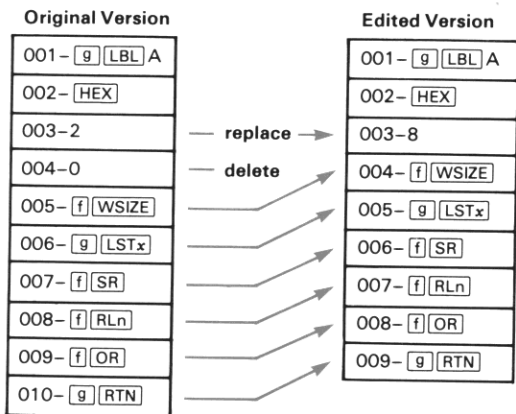 Original Version
001– g LBL A
002– HEX
003–2
004–0
005– f WSIZE
006– g LSTx
007– f SR
008– f RLn
009– f OR
010– g RTN
replace
delete
Edited Version
001– g LBL A
002– HEX
003–8
004– f WSIZE
005– g LSTx
006– f SR
007– f RLn
008– f OR
009– g RTN